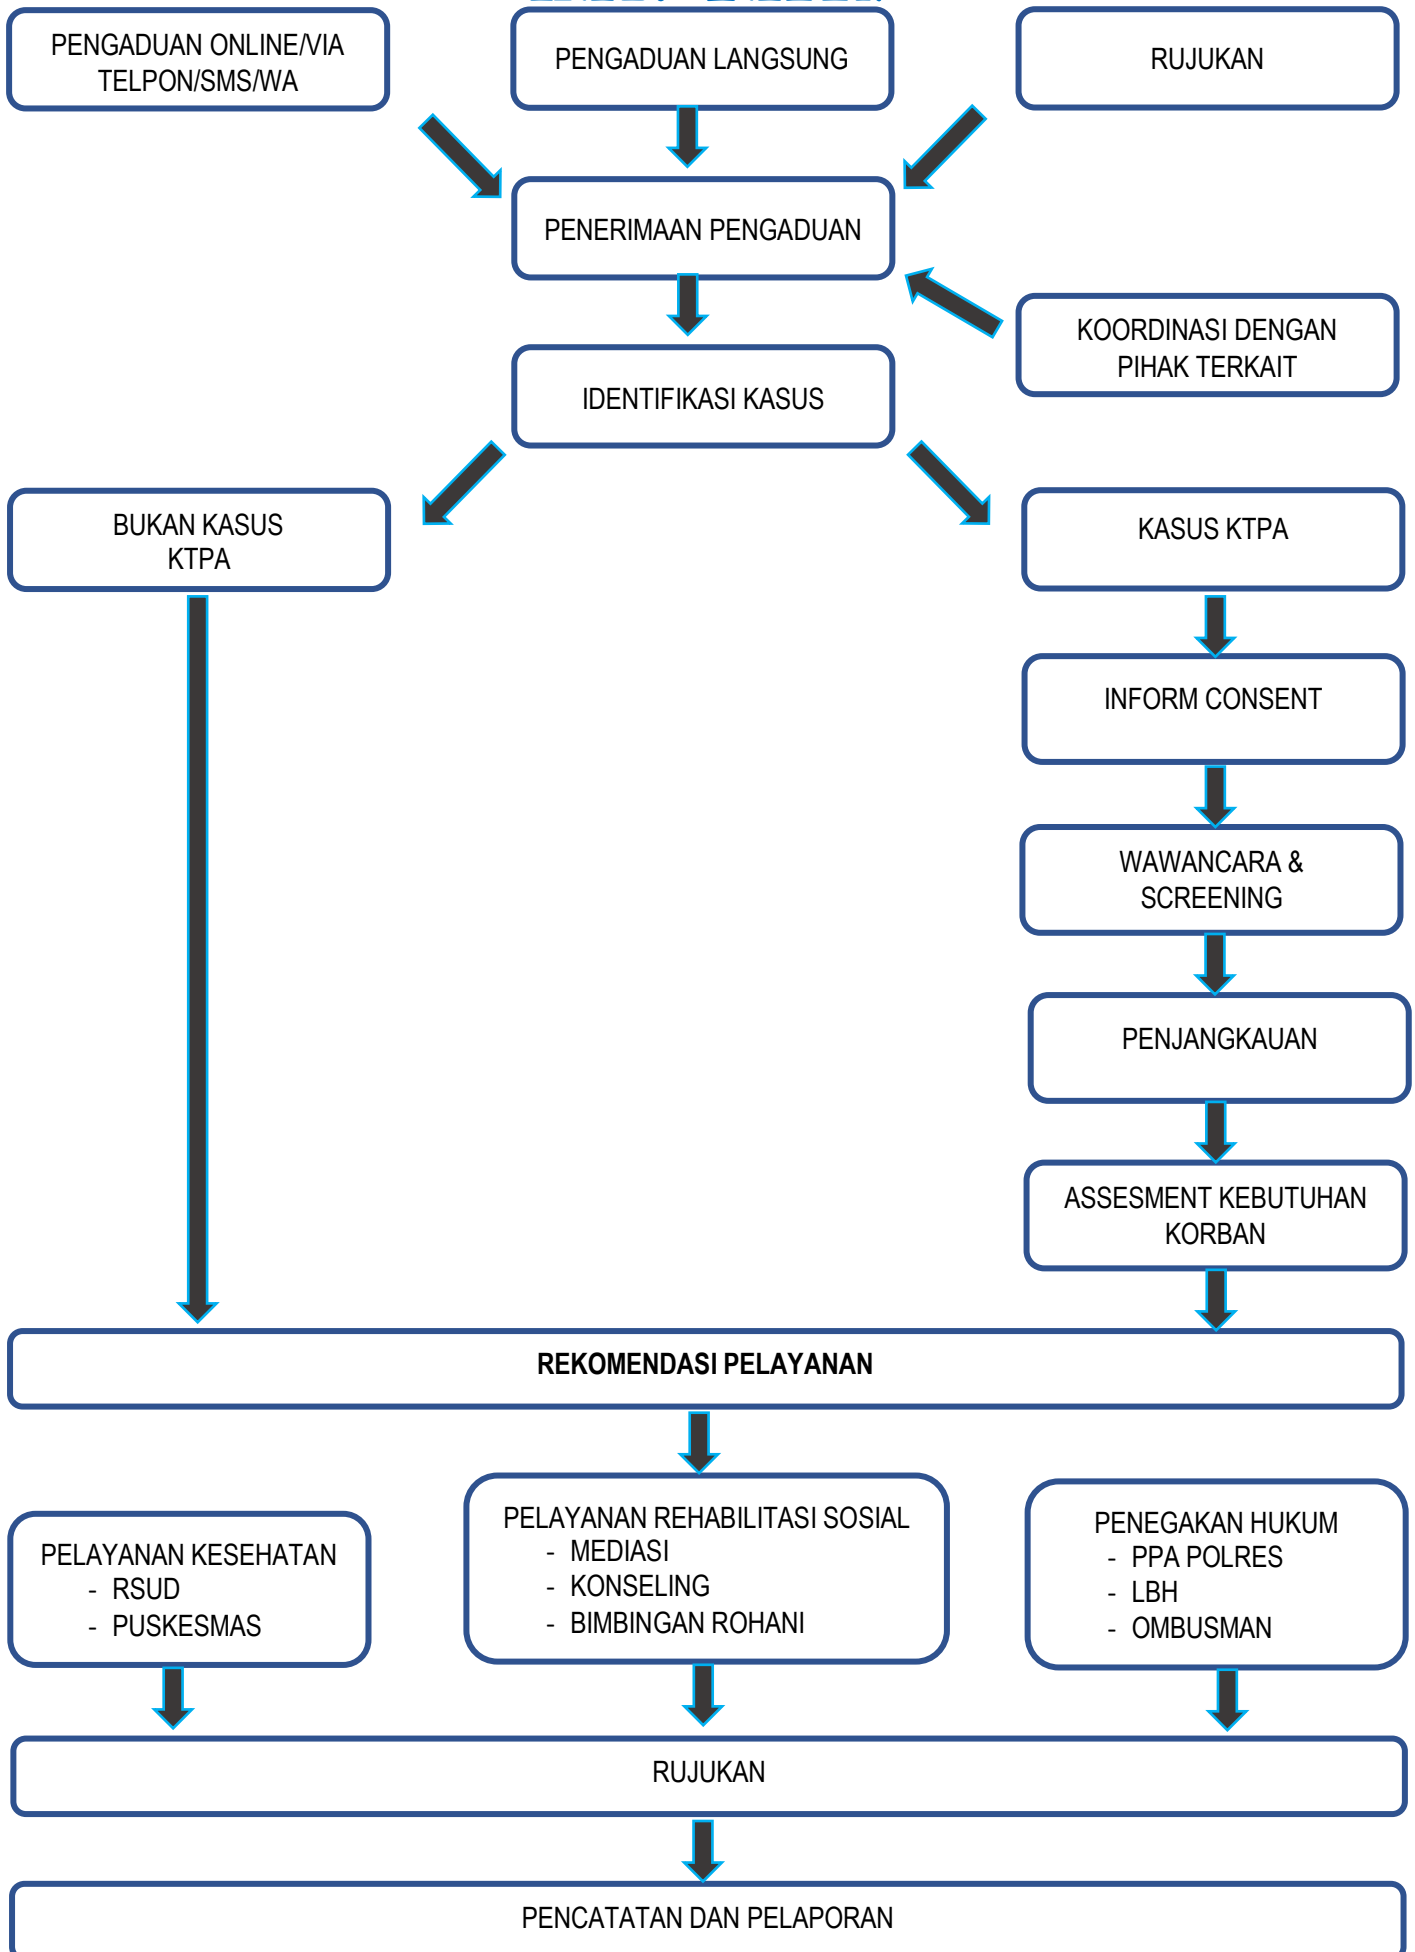 PENGADUAN ONLINE/VIA
TELPON/SMS/WA
PENGADUAN LANGSUNG
RUJUKAN
PENERIMAAN PENGADUAN
KOORDINASI DENGAN
PIHAK TERKAIT
IDENTIFIKASI KASUS
BUKAN KASUS
KTPA
KASUS KTPA
INFORM CONSENT
WAWANCARA &
SCREENING
PENJANGKAUAN
ASSESMENT KEBUTUHAN
KORBAN
REKOMENDASI PELAYANAN
PELAYANAN KESEHATAN
- RSUD
- PUSKESMAS
PELAYANAN REHABILITASI SOSIAL
- MEDIASI
- KONSELING
- BIMBINGAN ROHANI
PENEGAKAN HUKUM
- PPA POLRES
- LBH
- OMBUSMAN
RUJUKAN
PENCATATAN DAN PELAPORAN